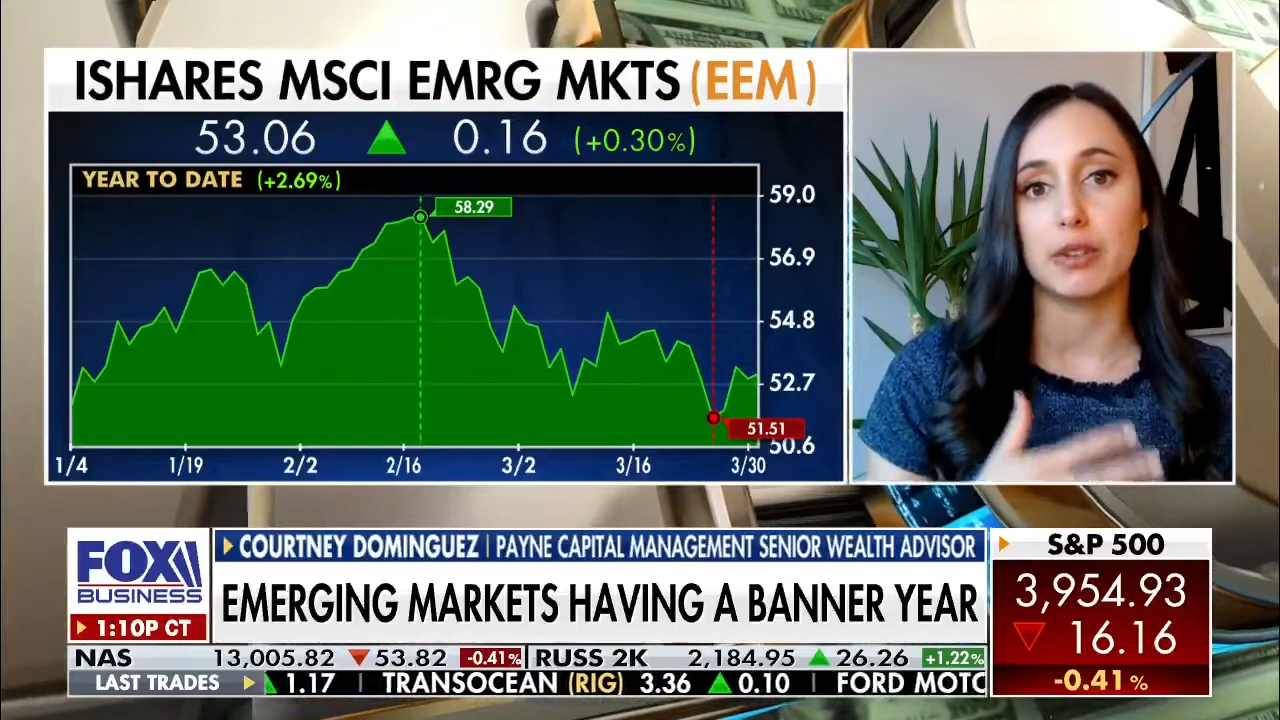 ISHARES MSCI EMRG MKTS (EEM)
53.06 ▲ 0.16 (+0.30%)
YEAR TO DATE (+2.69%)
58.29
51.51
59.0
56.9
54.8
52.7
50.6
1/4 1/19 2/2 2/16 3/2 3/16 3/30
FOX BUSINESS
1:10P CT
COURTNEY DOMINGUEZ | PAYNE CAPITAL MANAGEMENT SENIOR WEALTH ADVISOR
EMERGING MARKETS HAVING A BANNER YEAR
S&P 500
3,954.93
▽ 16.16
-0.41%
NAS 13,005.82 ▼ 53.82 -0.41% RUSS 2K 2,184.95 ▲ 26.26 +1.22%
LAST TRADES ▲ 1.17 | TRANSOCEAN (RIG) 3.36 ▲ 0.10 | FORD MOTC